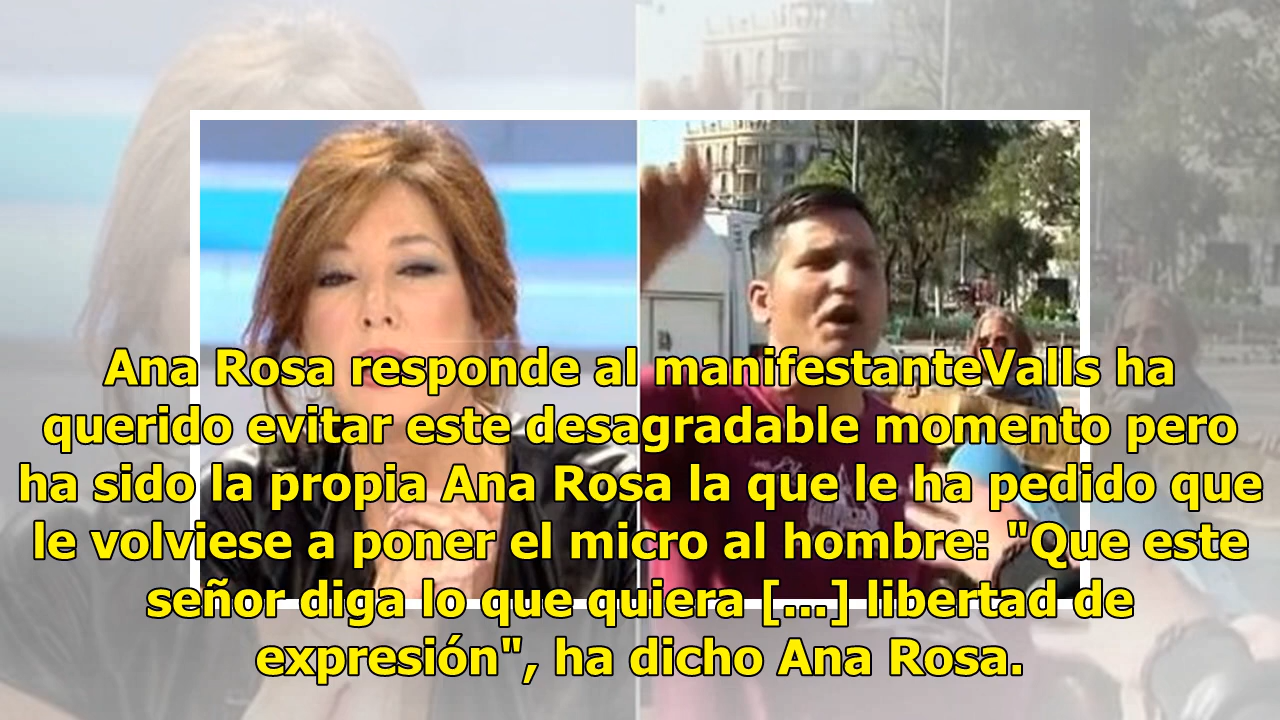 Ana Rosa responde al manifestanteValls ha
querido evitar este desagradable momento pero
ha sido la propia Ana Rosa la que le ha pedido que
le volviese a poner el micro al hombre: "Que este
señor diga lo que quiera [...] libertad de
expresión", ha dicho Ana Rosa.